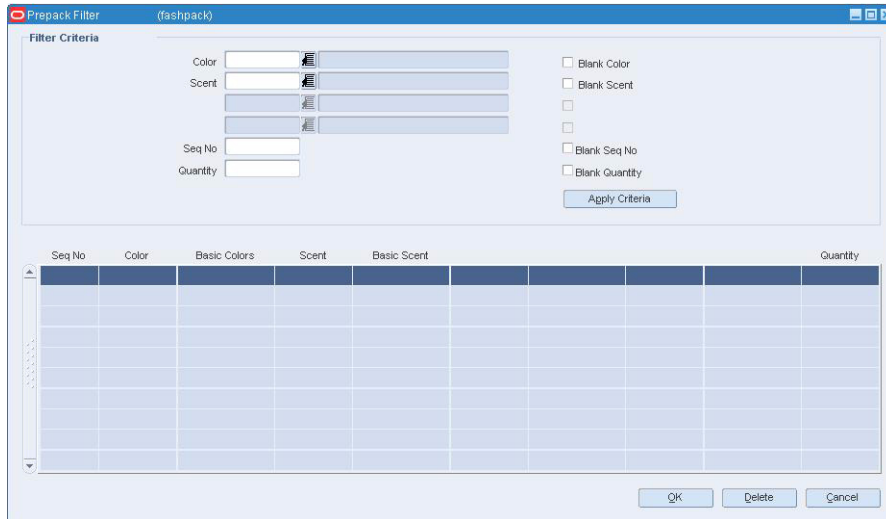 Prepack Filter (fashpack)
Filter Criteria
Color
Blank Color
Scent
Blank Scent
Seq No
Blank Seq No
Quantity
Blank Quantity
Apply Criteria
Seq No Color Basic Colors Scent Basic Scent Quantity
OK Delete Cancel